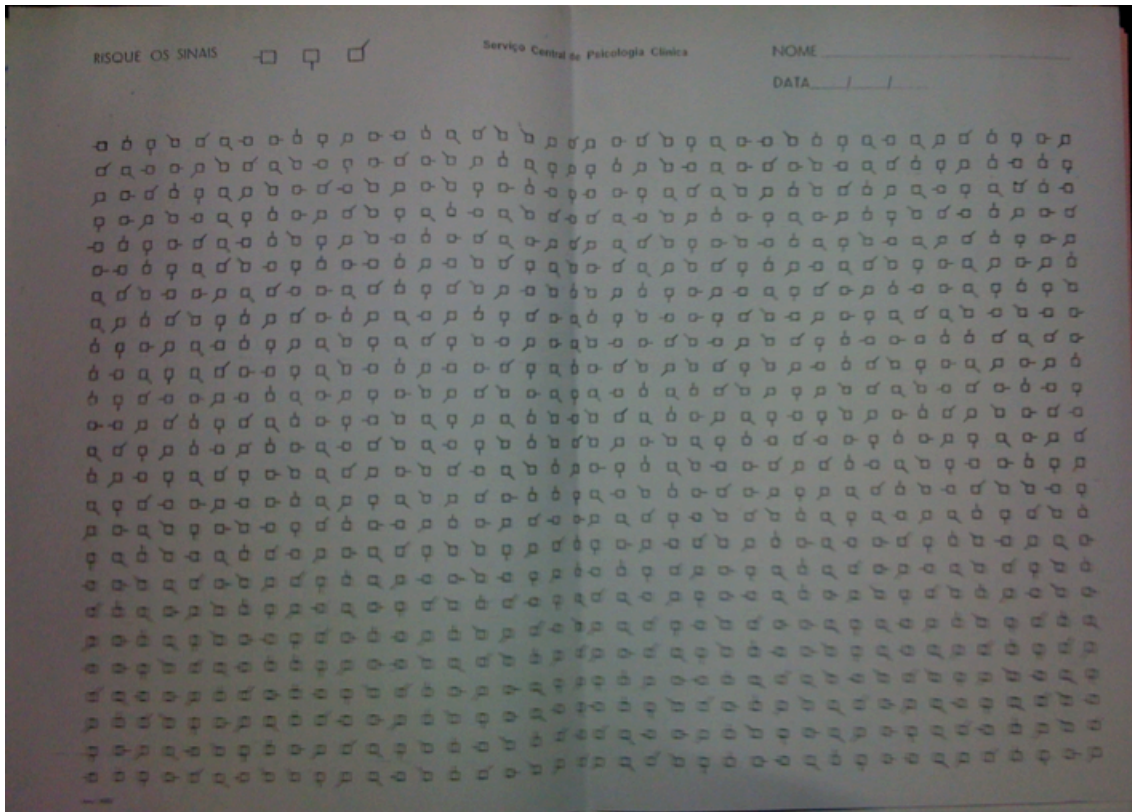 RISQUE OS SINAIS
Serviço Central de Psicologia Clínica
NOME
DATA / /